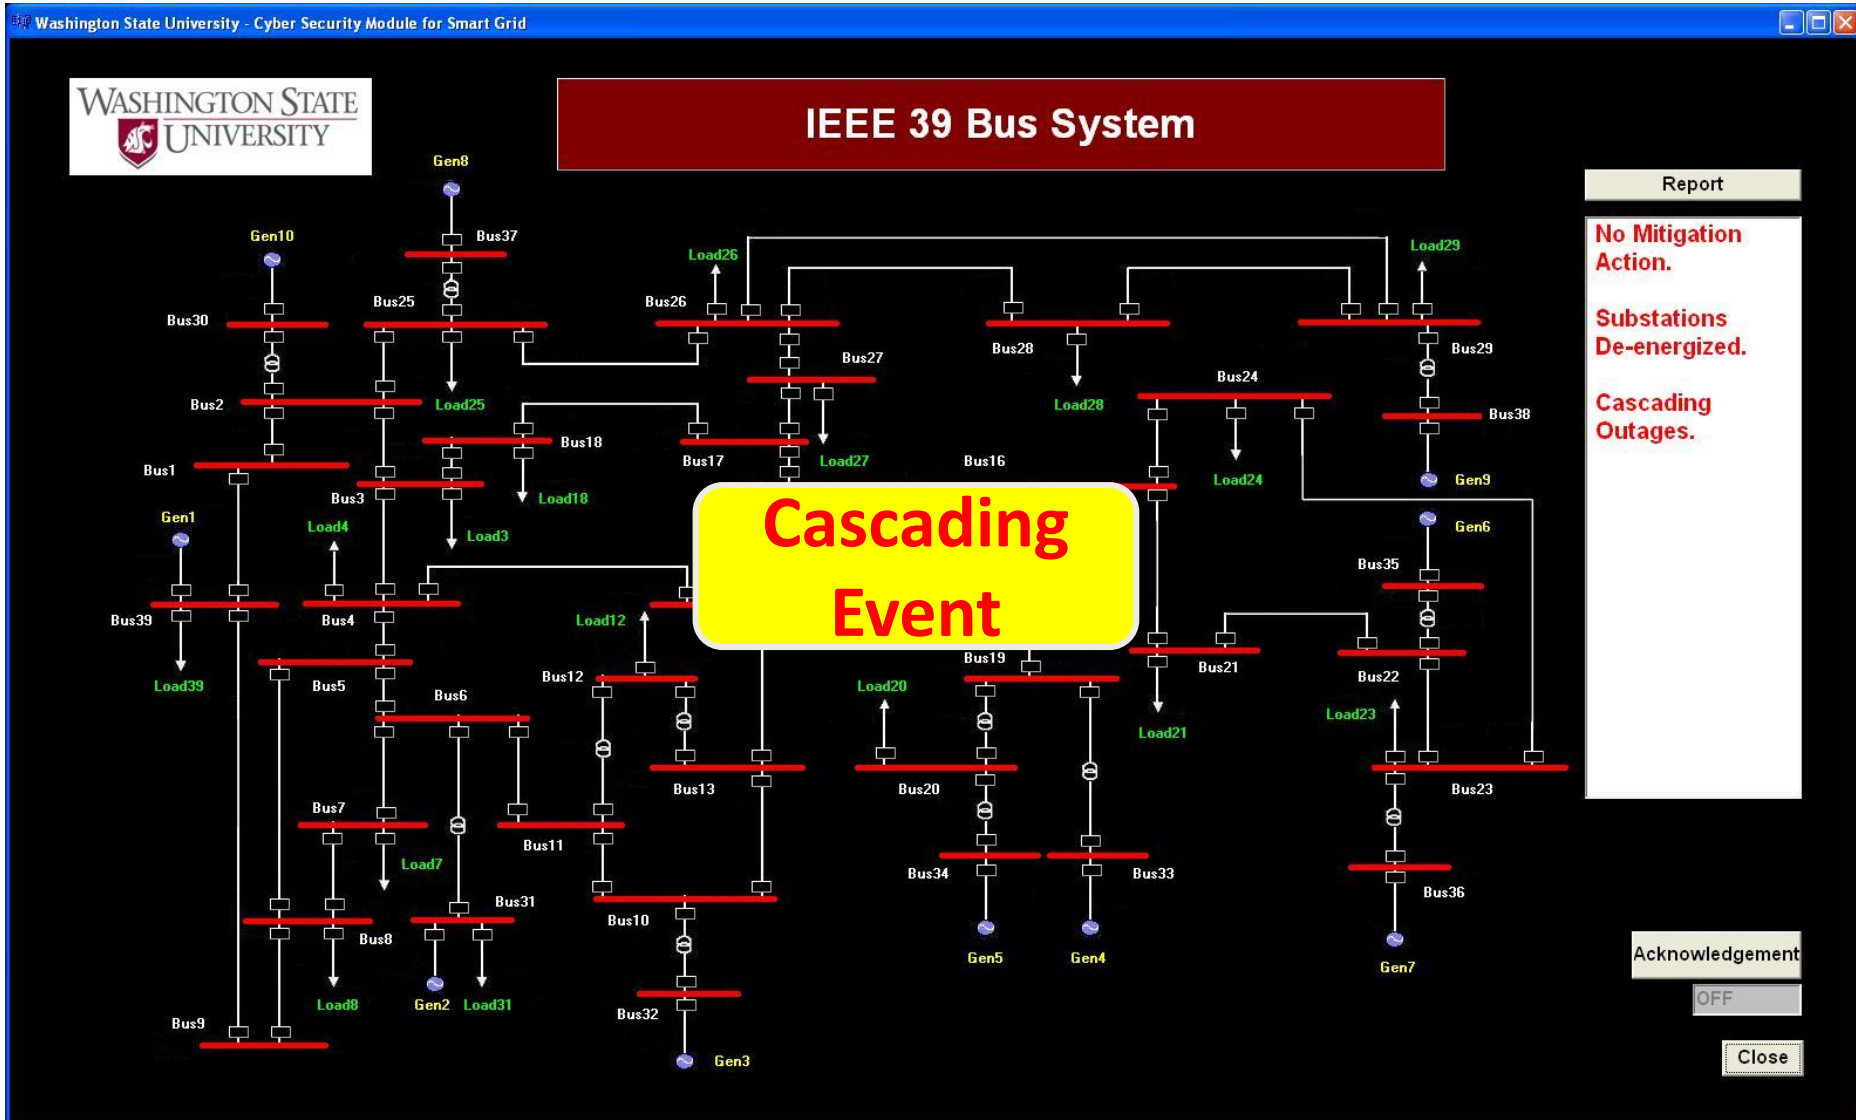 Washington State University - Cyber Security Module for Smart Grid
WASHINGTON STATE
UNIVERSITY
IEEE 39 Bus System
Gen8
Report
Gen10
Bus37
Load26
Load29
No Mitigation
Action.
Bus25
Bus26
Bus30
Substations
De-energized.
Bus28
Bus29
Bus27
Bus24
Bus2
Load25
Load28
Bus38
Cascading
Outages.
Bus18
Bus1
Bus17
Load27
Bus16
Load24
Gen9
Bus3
Load18
Gen1
Load4
Load3
Gen6
Cascading
Event
Bus35
Bus39
Bus4
Load12
Bus19
Bus21
Bus22
Load39
Bus5
Bus12
Load20
Bus6
Load23
Load21
Bus13
Bus20
Bus23
Bus7
Bus11
Load7
Bus34
Bus33
Bus36
Bus31
Bus10
Bus8
Gen5
Gen4
Gen7
Acknowledgement
OFF
Load8
Gen2
Load31
Bus32
Bus9
Gen3
Close